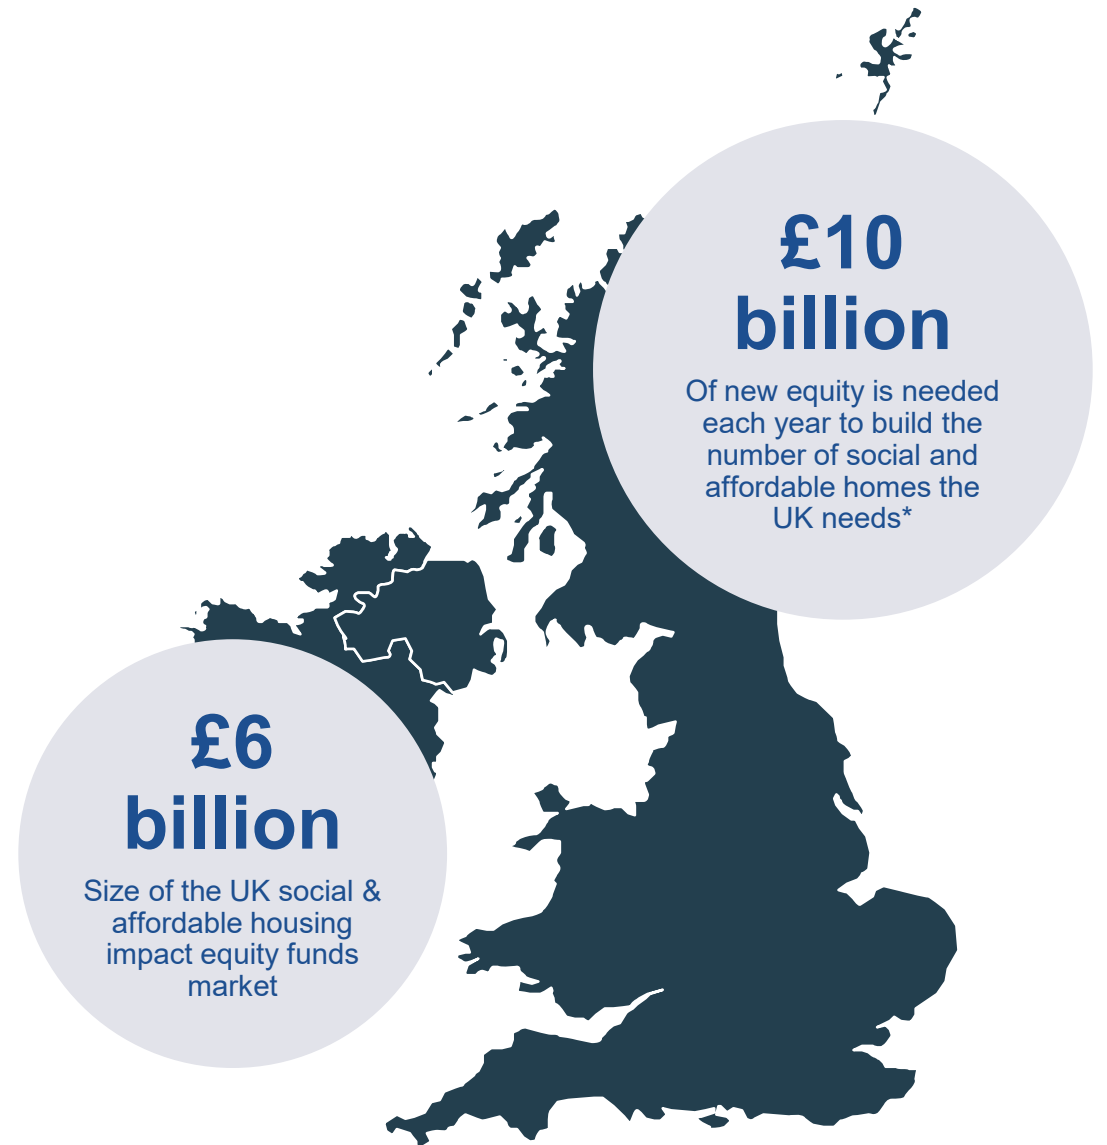 £10
billion
Of new equity is needed
each year to build the
number of social and
affordable homes the
UK needs*
£6
billion
Size of the UK social &
affordable housing
impact equity funds
market